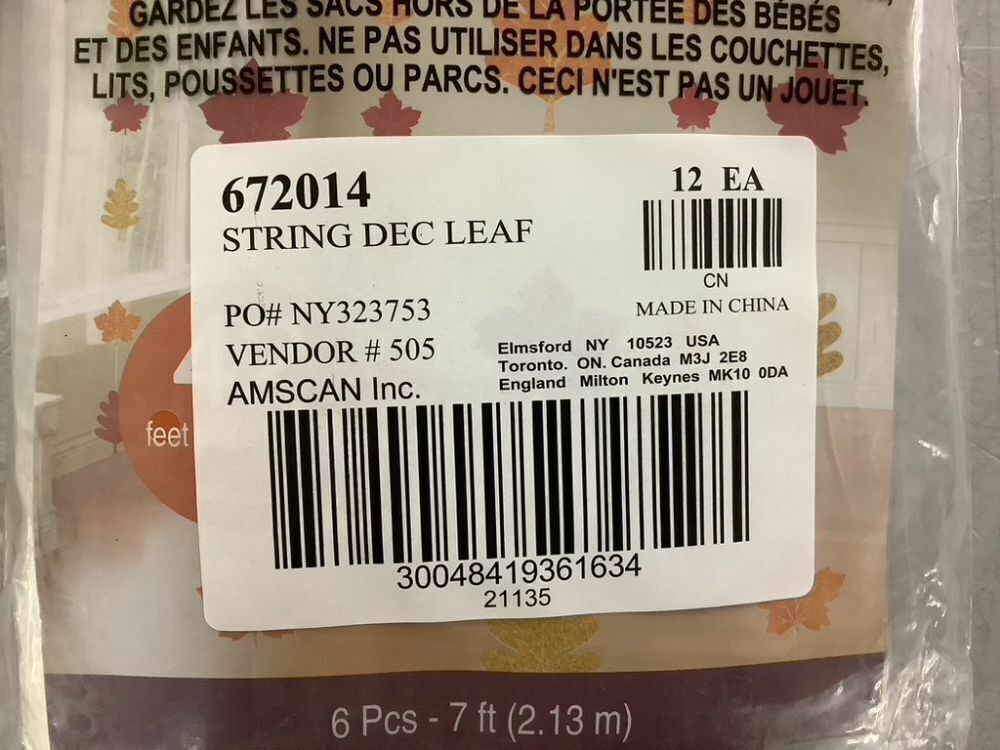 GARDEZ LES SACS HORS DE LA PORTÉE DES BÉBÉS
ET DES ENFANTS. NE PAS UTILISER DANS LES COUCHETTES,
LITS, POUSSETTES OU PARCS. CECI N'EST PAS UN JOUET.
672014
STRING DEC LEAF
12 EA
CN
MADE IN CHINA
PO# NY323753
VENDOR # 505
AMSCAN Inc.
Elmsford NY 10523 USA
Toronto. ON. Canada M3J 2E8
England Milton Keynes MK10 0DA
feet
30048419361634
21135
6 Pcs - 7 ft (2.13 m)